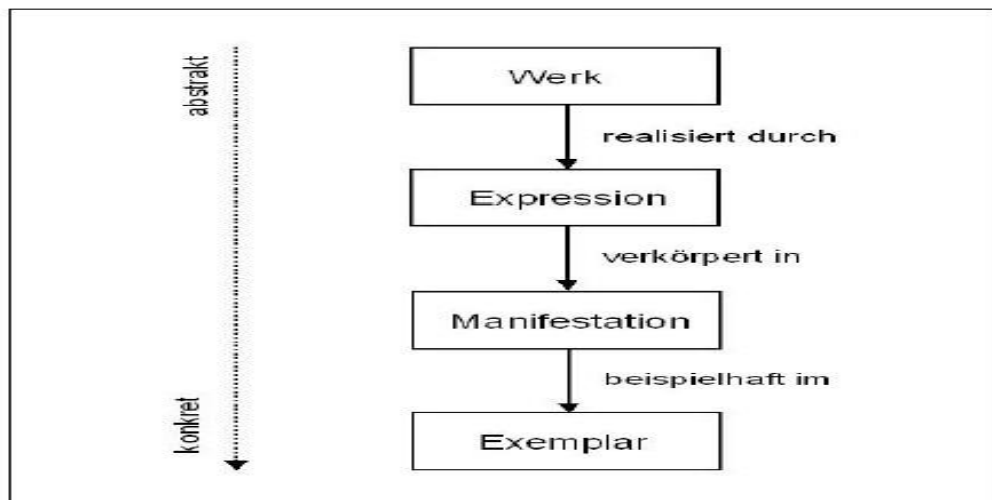 abstrakt
Werk
realisiert durch
Expression
verkörpert in
Manifestation
beispielhaft im
konkret
Exemplar